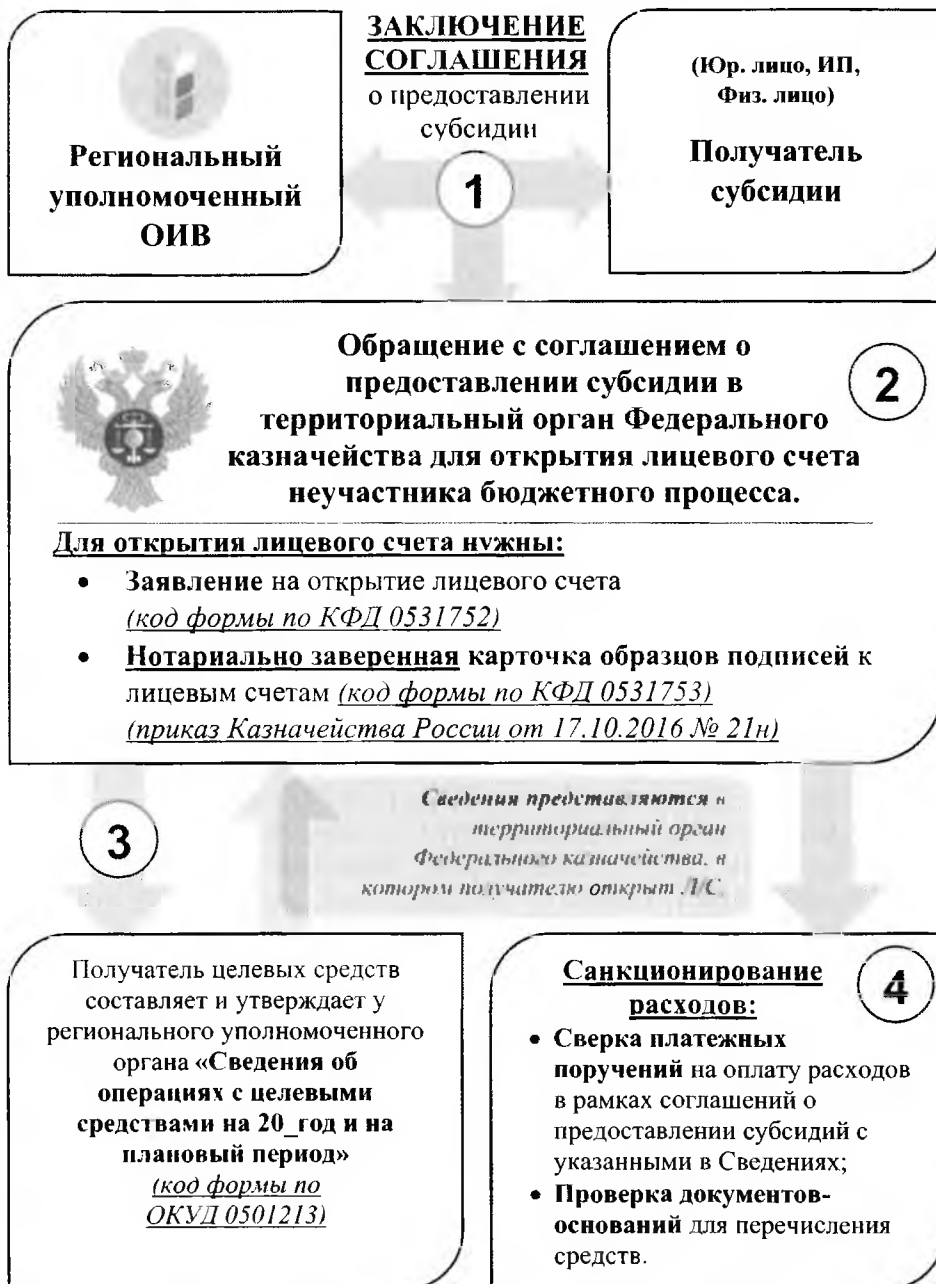 ЗАКЛЮЧЕНИЕ
СОГЛАШЕНИЯ
о предоставлении
субсидии
1
Региональный
уполномоченный
ОИВ
(Юр. лицо, ИП,
Физ. лицо)
Получатель
субсидии
Обращение с соглашением о
предоставлении субсидии в
территориальный орган Федерального
казначейства для открытия лицевого счета
неучастника бюджетного процесса.
2
Для открытия лицевого счета нужны:
• Заявление на открытие лицевого счета
(код формы по КФД 0531752)
• Нотариально заверенная карточка образцов подписей к
лицевым счетам (код формы по КФД 0531753)
(приказ Казначейства России от 17.10.2016 № 21н)
3
Сведения представляются в
территориальный орган
Федерального казначейства, в
котором получателю открыт Л/С.
Получатель целевых средств
составляет и утверждает у
регионального уполномоченного
органа «Сведения об
операциях с целевыми
средствами на 20_год и на
плановый период»
(код формы по
ОКУД 0501213)
Санкционирование
расходов:
4
• Сверка платежных
поручений на оплату расходов
в рамках соглашений о
предоставлении субсидий с
указанными в Сведениях;
• Проверка документов-
оснований для перечисления
средств.